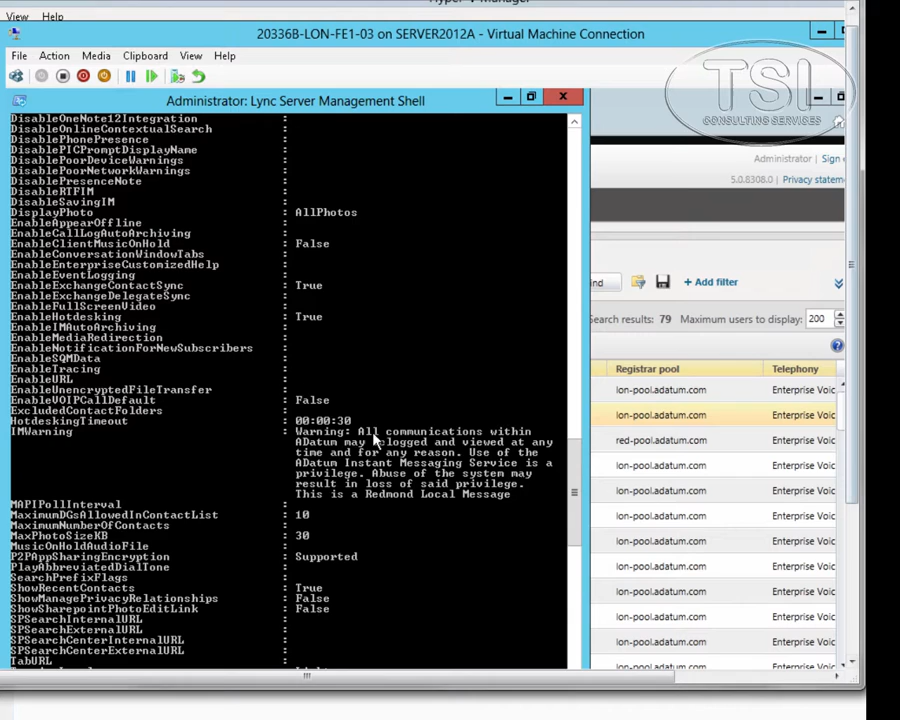 View Help
20336B-LON-FE1-03 on SERVER2012A - Virtual Machine Connection
File Action Media Clipboard View Help
TSI
CONSULTING SERVICES
Administrator: Lync Server Management Shell
DisableOneNote12Integration :
DisableOnlineContextualSearch :
DisablePhonePresence :
DisablePICPromptDisplayName :
DisablePoorDeviceWarnings :
DisablePoorNetworkWarnings :
DisablePresenceNote :
DisableRTFIM :
DisableSavingIM :
DisplayPhoto : AllPhotos
EnableAppearOffline :
EnableCallLogAutoArchiving :
EnableClientMusicOnHold : False
EnableConversationWindowTabs :
EnableEnterpriseCustomizedHelp :
EnableEventLogging :
EnableExchangeContactSync : True
EnableExchangeDelegateSync :
EnableFullScreenVideo :
EnableHotdesking : True
EnableIMAutoArchiving :
EnableMediaRedirection :
EnableNotificationForNewSubscribers :
EnableSQMData :
EnableTracing :
EnableURL :
EnableUnencryptedFileTransfer :
EnableVOIPCallDefault : False
ExcludedContactFolders :
HotdeskingTimeout : 00:00:30
IMWarning : Warning: All communications within
ADatum may logged and viewed at any
time and for any reason. Use of the
ADatum Instant Messaging Service is a
privilege. Abuse of the system may
result in loss of said privilege.
This is a Redmond Local Message
MAPIPollInterval :
MaximumDGsAllowedInContactList : 10
MaximumNumberOfContacts :
MaxPhotoSizeKB : 30
MusicOnHoldAudioFile :
P2PAppSharingEncryption : Supported
PlayAbbreviatedDialTone :
SearchPrefixFlags :
ShowRecentContacts : True
ShowManagePrivacyRelationships : False
ShowSharepointPhotoEditLink : False
SPSearchInternalURL :
SPSearchExternalURL :
SPSearchCenterInternalURL :
SPSearchCenterExternalURL :
TabURL :
Administrator | Sign
5.0.8308.0 | Privacy statem
ind + Add filter
Search results: 79 Maximum users to display: 200
Registrar pool Telephony
lon-pool.adatum.com Enterprise Voic
lon-pool.adatum.com Enterprise Voic
red-pool.adatum.com Enterprise Voic
lon-pool.adatum.com Enterprise Voic
lon-pool.adatum.com Enterprise Voic
lon-pool.adatum.com Enterprise Voic
lon-pool.adatum.com Enterprise Voic
lon-pool.adatum.com Enterprise Voic
lon-pool.adatum.com Enterprise Voic
lon-pool.adatum.com Enterprise Voic
lon-pool.adatum.com Enterprise Voic
lon-pool.adatum.com Enterprise Voic